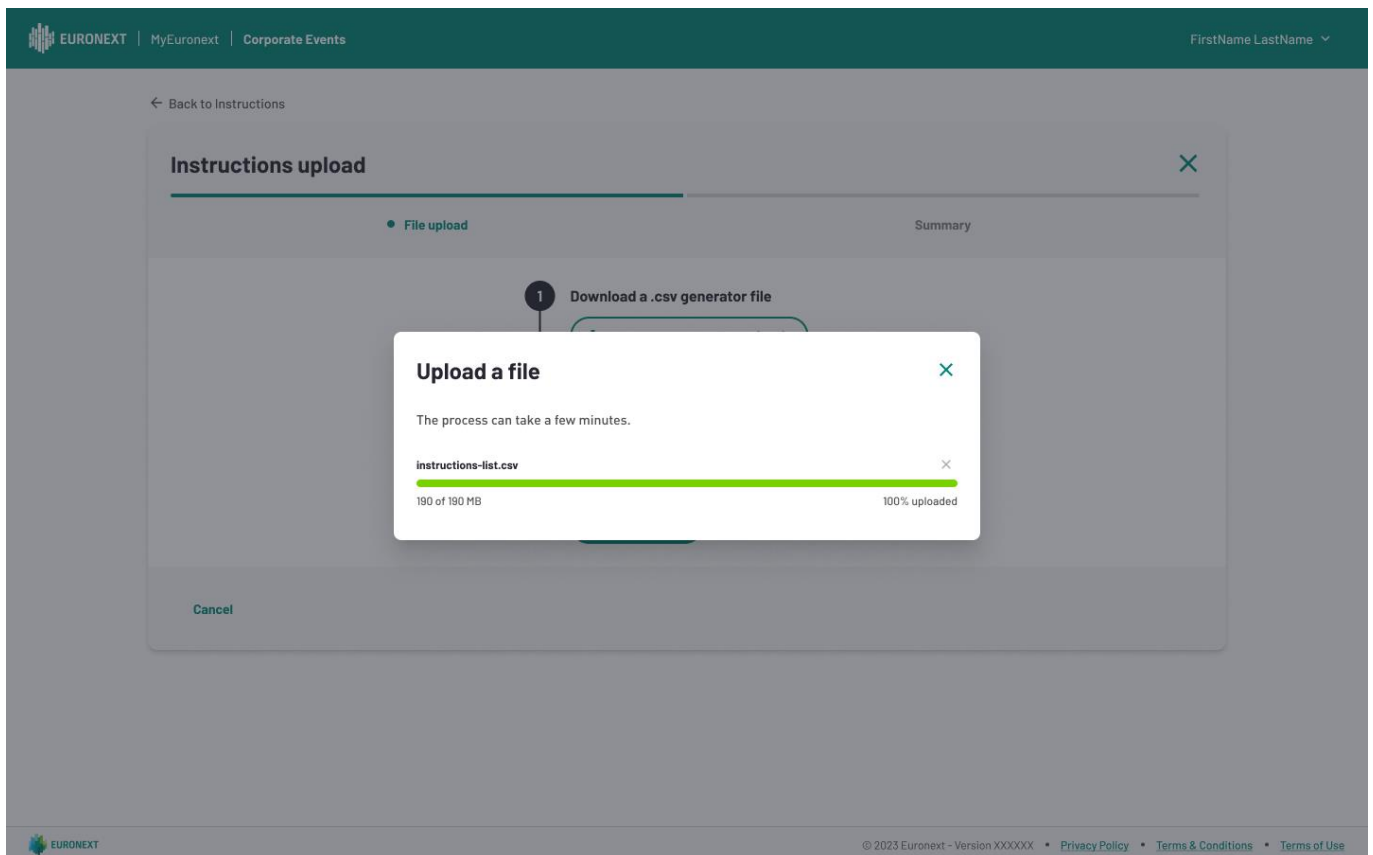 EURONEXT | MyEuronext | Corporate Events FirstName LastName
← Back to Instructions
Instructions upload
• File upload Summary
1 Download a .csv generator file
Upload a file
The process can take a few minutes.
instructions-list.csv
190 of 190 MB 100% uploaded
Cancel
EURONEXT © 2023 Euronext - Version XXXXXX • Privacy Policy • Terms & Conditions • Terms of Use